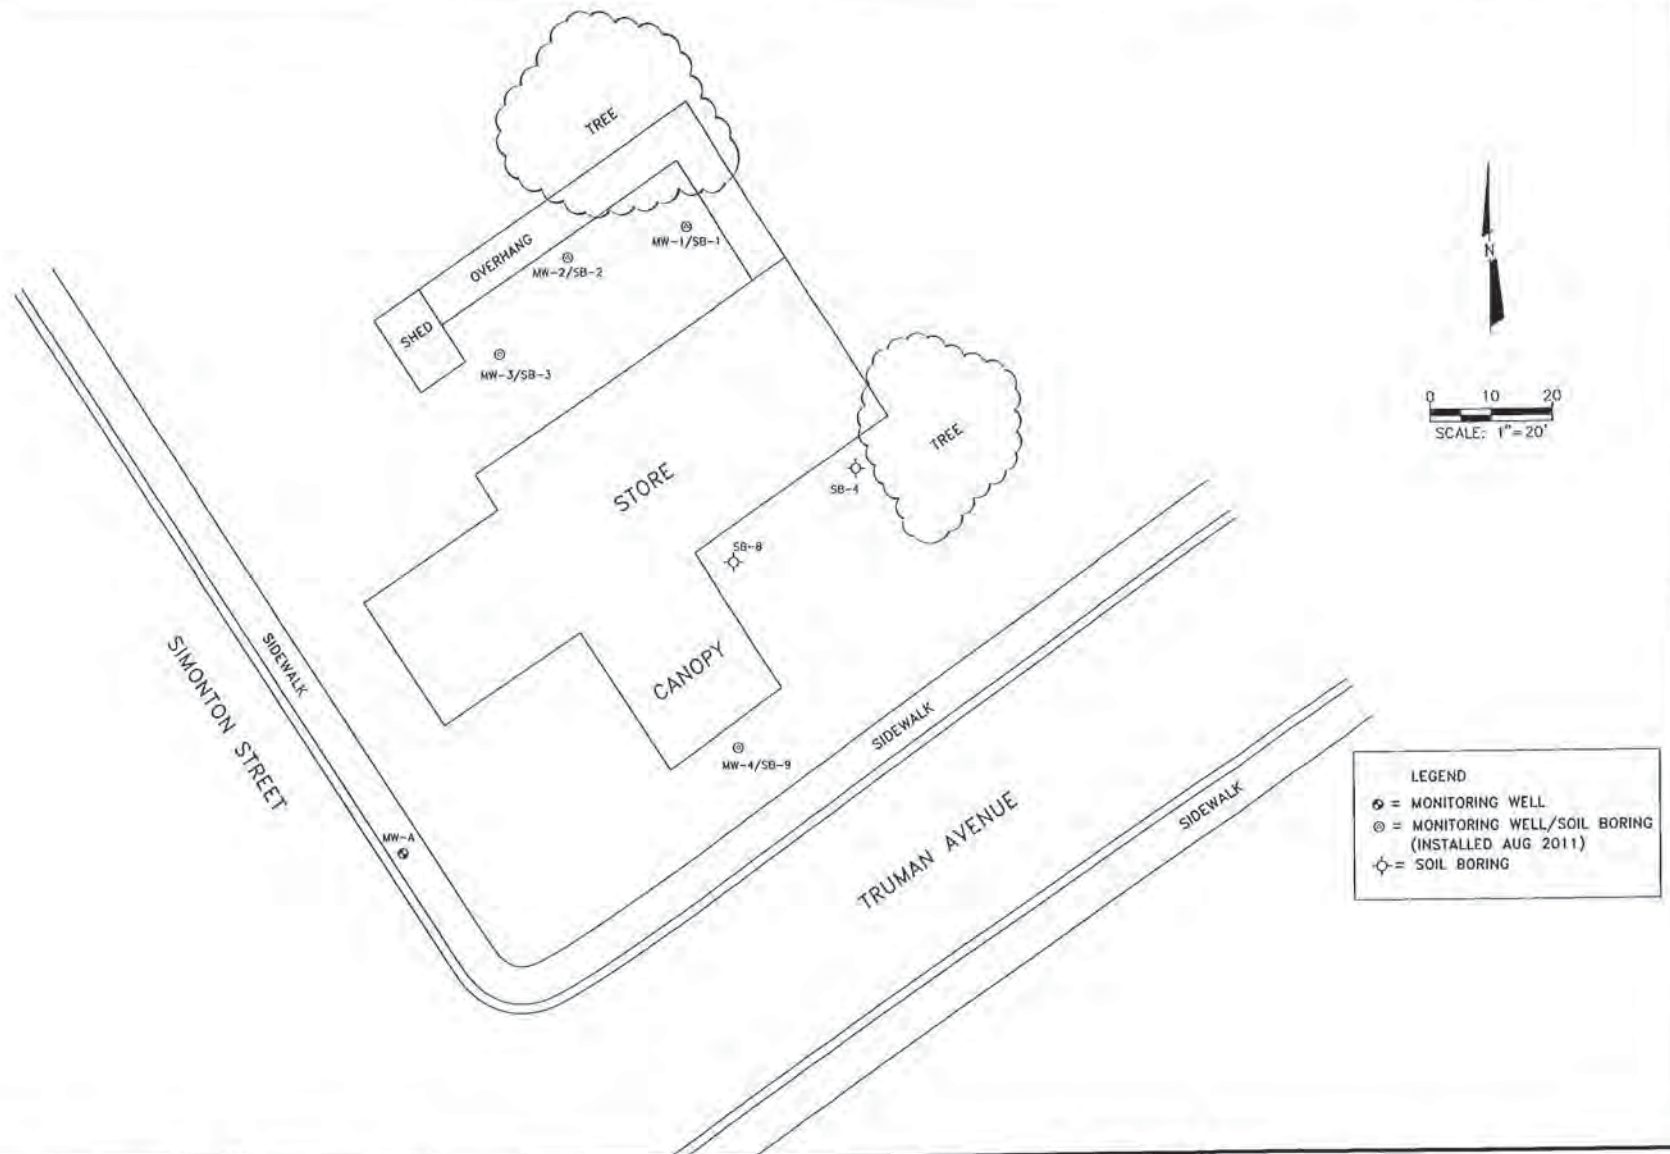 TREE
MW-1/SB-1
OVERHANG
MW-2/SB-2
N
SHED
MW-3/SB-3
0 10 20
SCALE: 1"=20'
TREE
STORE
SB-4
SB-8
SIDEWALK
CANOPY
SIMONTON STREET
SIDEWALK
MW-4/SB-9
MW-A
TRUMAN AVENUE
SIDEWALK
LEGEND
= MONITORING WELL
= MONITORING WELL/SOIL BORING
(INSTALLED AUG 2011)
= SOIL BORING